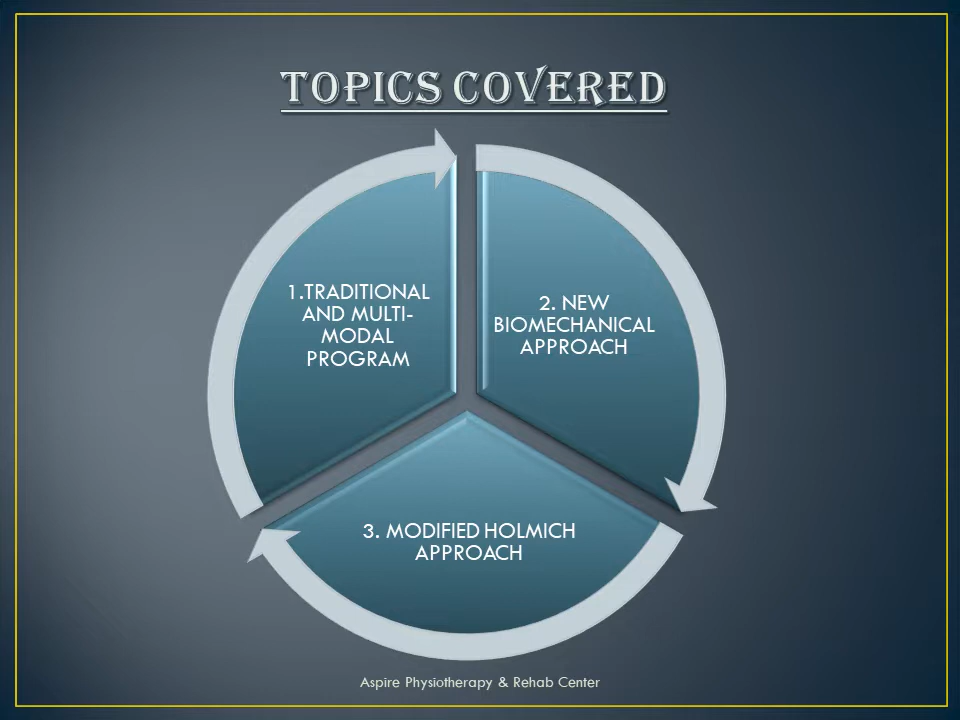 TOPICS COVERED
1.TRADITIONAL
AND MULTI-
MODAL
PROGRAM
2. NEW
BIOMECHANICAL
APPROACH
3. MODIFIED HOLMICH
APPROACH
Aspire Physiotherapy & Rehab Center